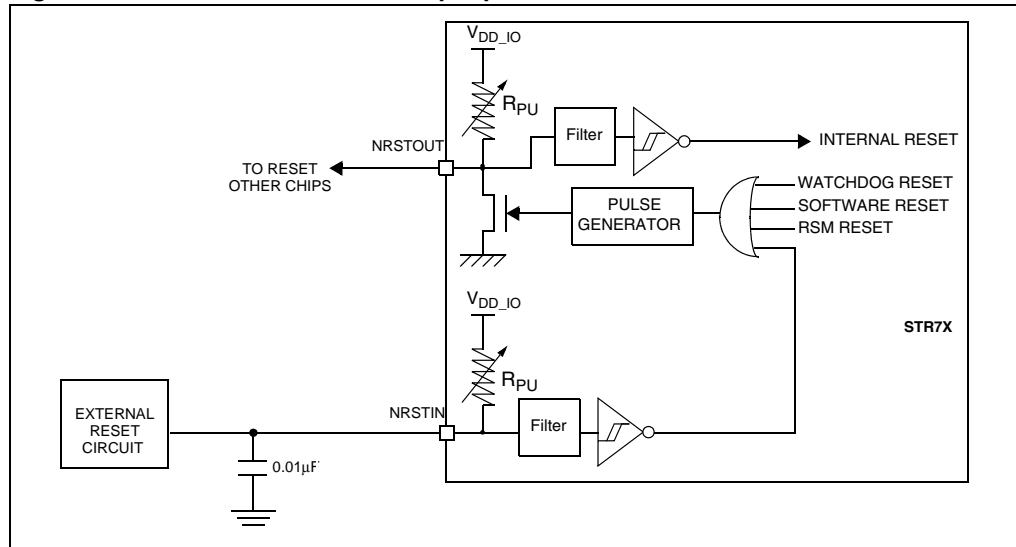 VDD_IO
RPU
NRSTOUT
Filter
INTERNAL RESET
TO RESET
OTHER CHIPS
WATCHDOG RESET
SOFTWARE RESET
RSM RESET
PULSE
GENERATOR
VDD_IO
STR7X
RPU
EXTERNAL
RESET
CIRCUIT
NRSTIN
Filter
0.01µF